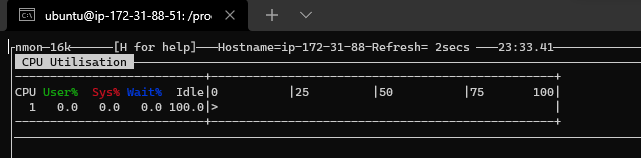 ubuntu@ip-172-31-88-51: /proc
nmon─16k─────[H for help]───Hostname=ip-172-31-88─Refresh= 2secs ───23:33.41─
CPU Utilisation
---------------------------+-------------------------------------------------+
CPU User%  Sys% Wait%  Idle|0          |25         |50          |75       100|
1   0.0   0.0   0.0 100.0|>                                                |
---------------------------+-------------------------------------------------+